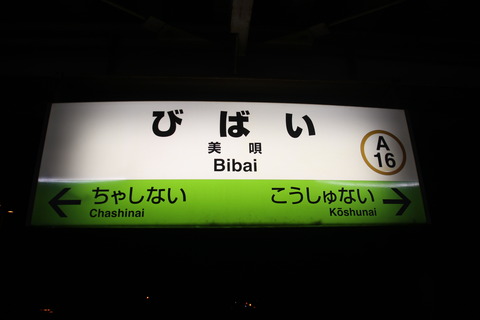 びばい
美唄
Bibai
A
16
ちゃしない
Chashinai
こうしゅない
Kōshunai